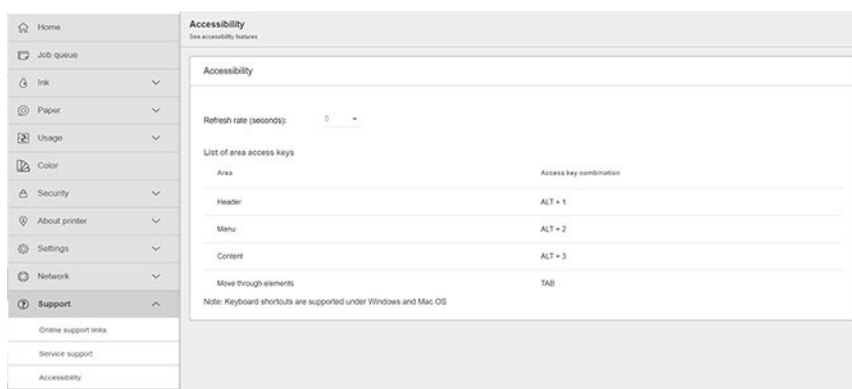 Home
Job queue
Ink
Paper
Usage
Color
Security
About printer
Settings
Network
Support
Online support links
Service support
Accessibility
Accessibility
See accessibility features
Accessibility
Refresh rate (seconds): 5
List of area access keys
Area Access key combination
Header ALT + 1
Menu ALT + 2
Content ALT + 3
Move through elements TAB
Note: Keyboard shortcuts are supported under Windows and Mac OS